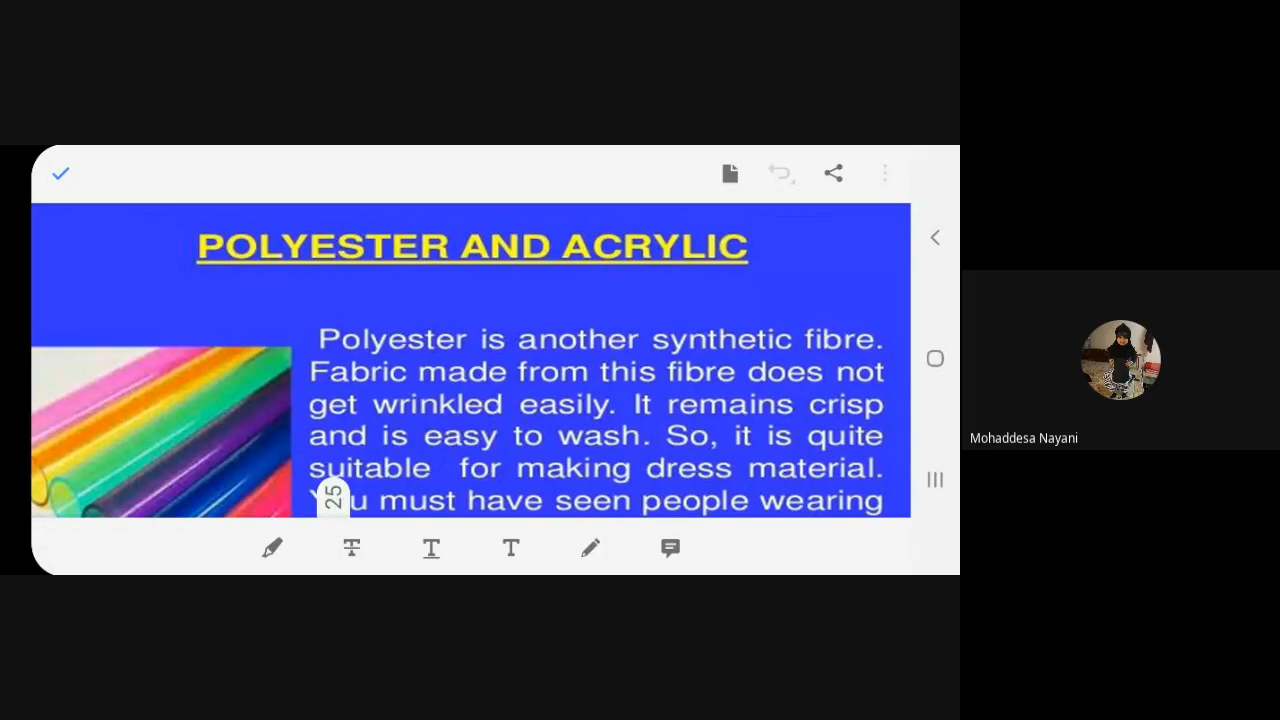 POLYESTER AND ACRYLIC
Polyester is another synthetic fibre.
Fabric made from this fibre does not
get wrinkled easily. It remains crisp
and is easy to wash. So, it is quite
suitable for making dress material.
must have seen people wearing
25
Mohaddesa Nayani